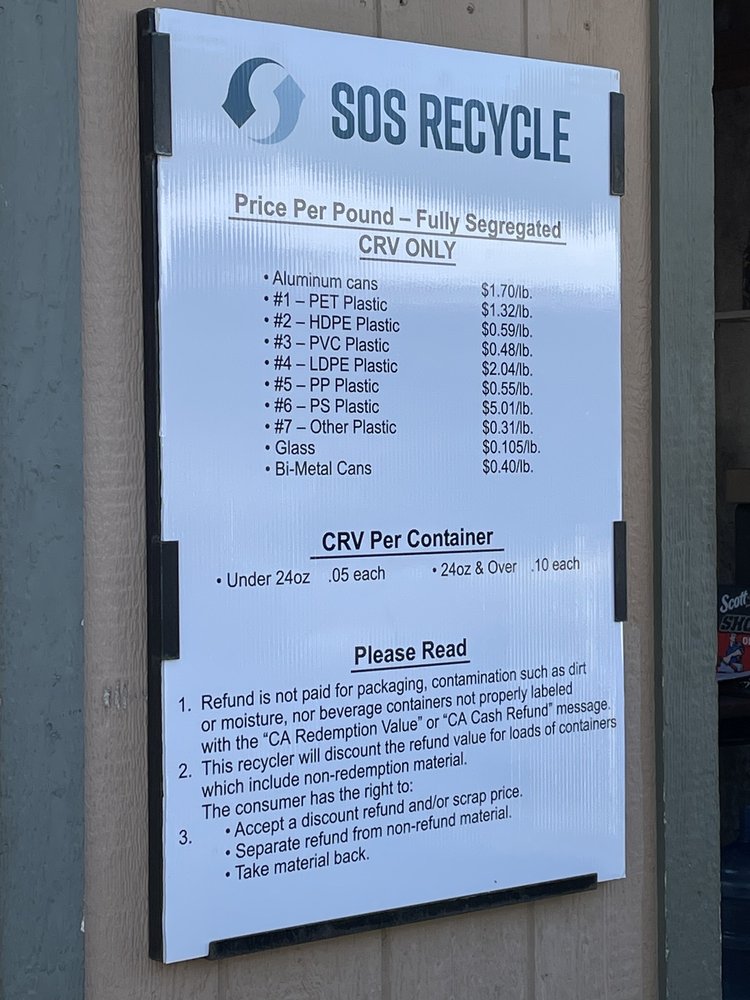 SOS RECYCLE
Price Per Pound – Fully Segregated
CRV ONLY
• Aluminum cans $1.70/lb.
• #1 – PET Plastic $1.32/lb.
• #2 – HDPE Plastic $0.59/lb.
• #3 – PVC Plastic $0.48/lb.
• #4 – LDPE Plastic $2.04/lb.
• #5 – PP Plastic $0.55/lb.
• #6 – PS Plastic $5.01/lb.
• #7 – Other Plastic $0.31/lb.
• Glass $0.105/lb.
• Bi-Metal Cans $0.40/lb.
CRV Per Container
• Under 24oz .05 each • 24oz & Over .10 each
Please Read
1. Refund is not paid for packaging, contamination such as dirt
or moisture, nor beverage containers not properly labeled
with the “CA Redemption Value” or “CA Cash Refund” message.
2. This recycler will discount the refund value for loads of containers
which include non-redemption material.
The consumer has the right to:
3. • Accept a discount refund and/or scrap price.
• Separate refund from non-refund material.
• Take material back.
Scott